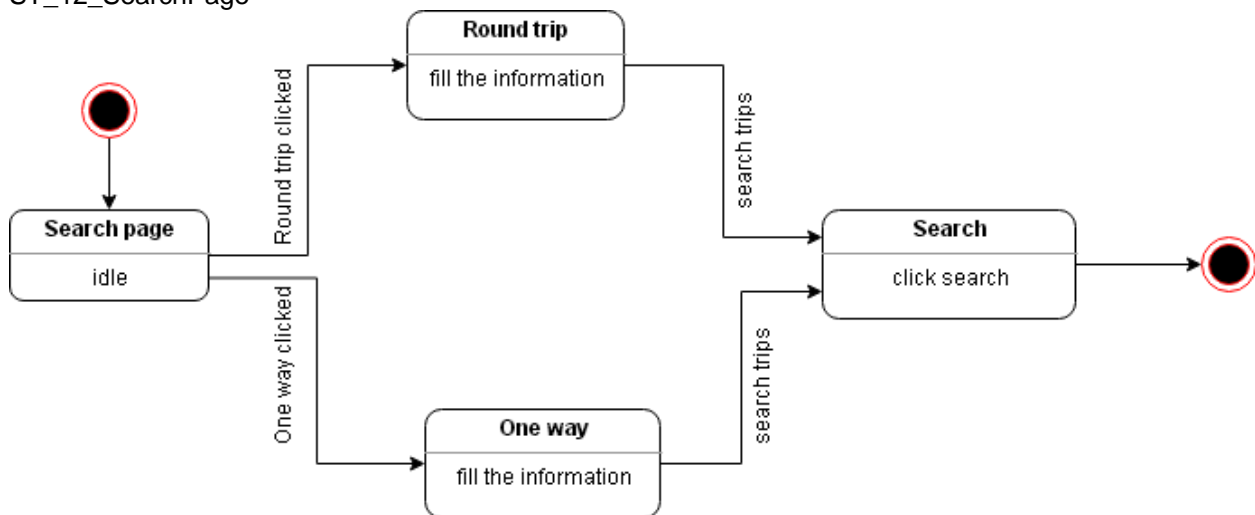 ST_12_SearchPage
Round trip
fill the information
Round trip clicked
search trips
Search page
idle
Search
click search
One way clicked
search trips
One way
fill the information